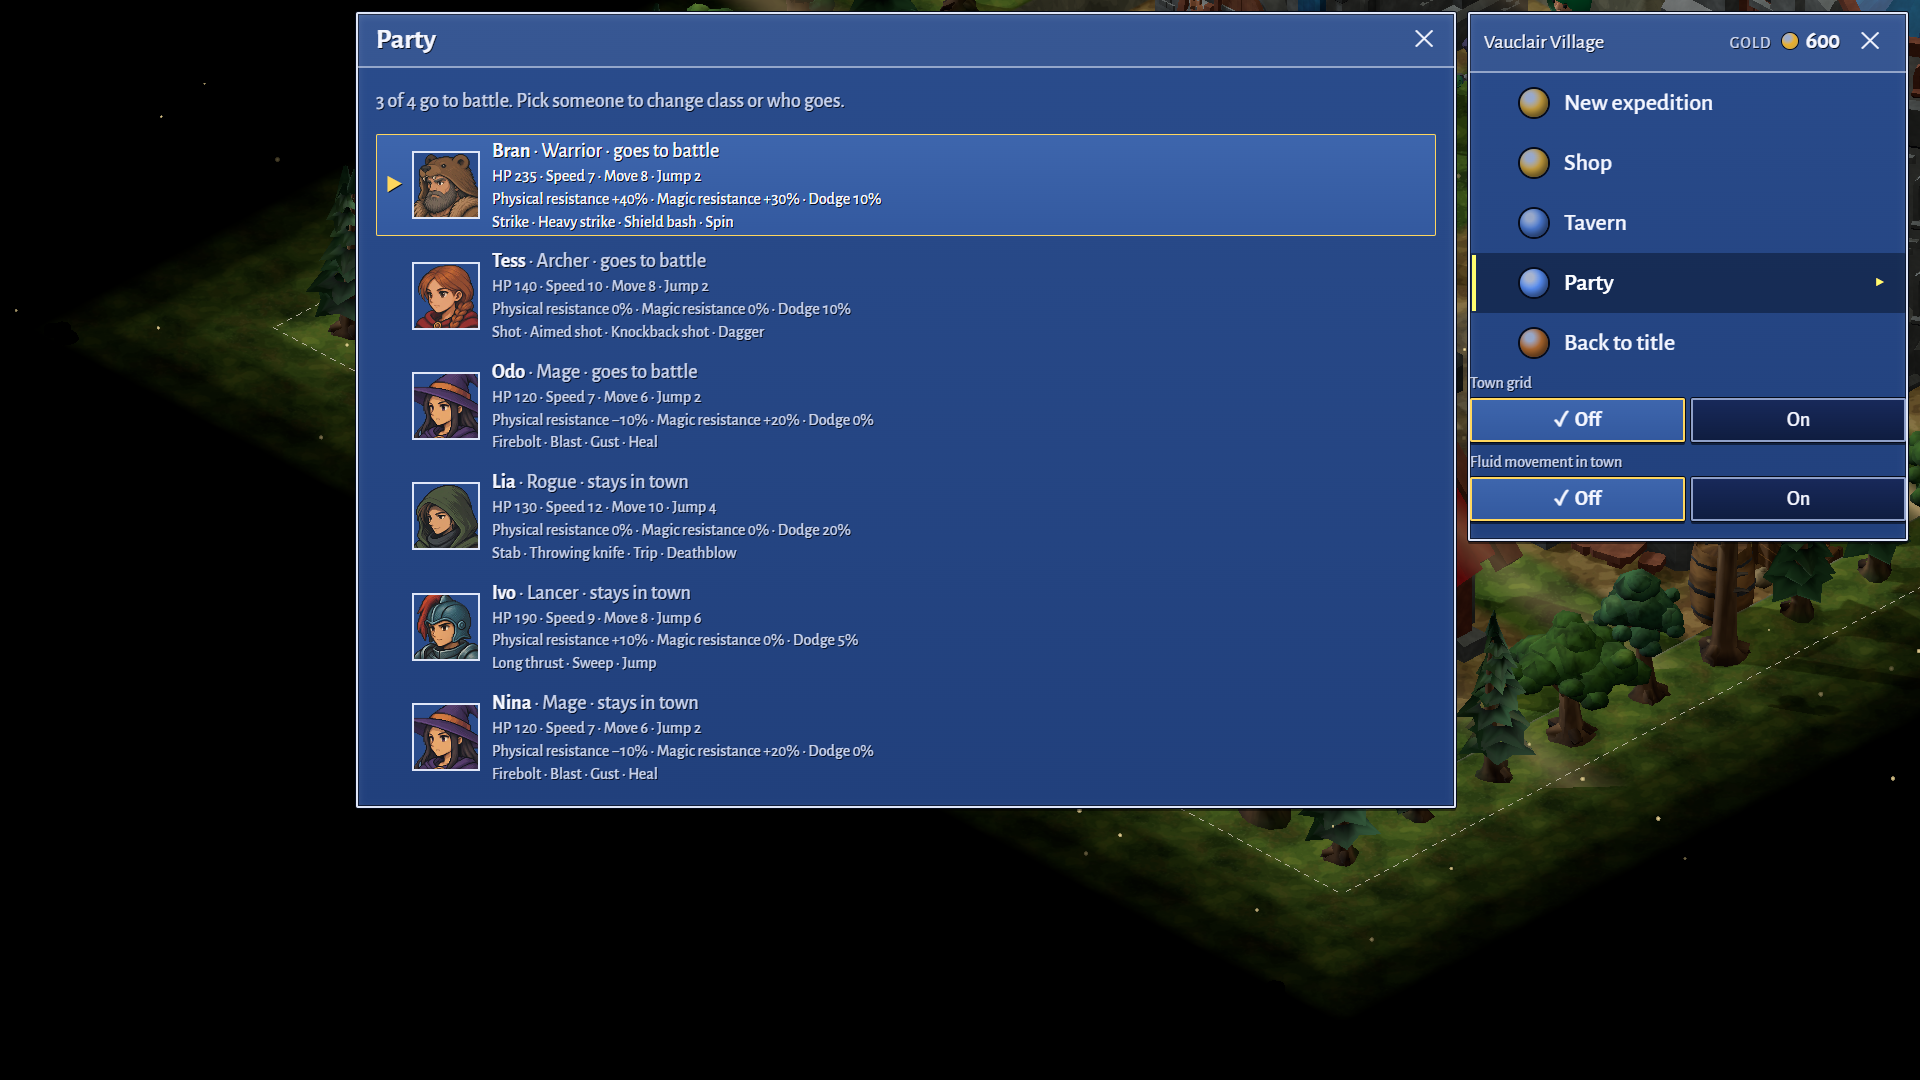 Party
3 of 4 go to battle. Pick someone to change class or who goes.
Bran · Warrior · goes to battle
HP 235 · Speed 7 · Move 8 · Jump 2
Physical resistance +40% · Magic resistance +30% · Dodge 10%
Strike · Heavy strike · Shield bash · Spin
Tess · Archer · goes to battle
HP 140 · Speed 10 · Move 8 · Jump 2
Physical resistance 0% · Magic resistance 0% · Dodge 10%
Shot · Aimed shot · Knockback shot · Dagger
Odo · Mage · goes to battle
HP 120 · Speed 7 · Move 6 · Jump 2
Physical resistance −10% · Magic resistance +20% · Dodge 0%
Firebolt · Blast · Gust · Heal
Lia · Rogue · stays in town
HP 130 · Speed 12 · Move 10 · Jump 4
Physical resistance 0% · Magic resistance 0% · Dodge 20%
Stab · Throwing knife · Trip · Deathblow
Ivo · Lancer · stays in town
HP 190 · Speed 9 · Move 8 · Jump 6
Physical resistance +10% · Magic resistance 0% · Dodge 5%
Long thrust · Sweep · Jump
Nina · Mage · stays in town
HP 120 · Speed 7 · Move 6 · Jump 2
Physical resistance −10% · Magic resistance +20% · Dodge 0%
Firebolt · Blast · Gust · Heal
Vauclair Village GOLD 600
New expedition
Shop
Tavern
Party
Back to title
Town grid
✓ Off On
Fluid movement in town
✓ Off On